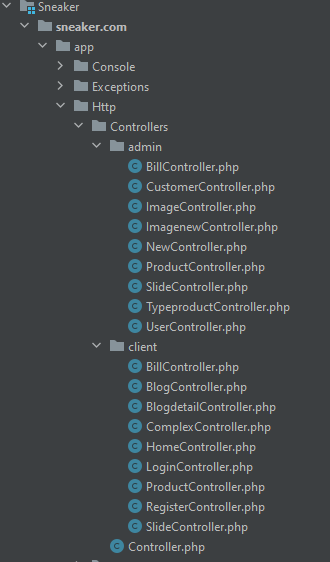 Sneaker
sneaker.com
app
Console
Exceptions
Http
Controllers
admin
BillController.php
CustomerController.php
ImageController.php
ImagenewController.php
NewController.php
ProductController.php
SlideController.php
TypeproductController.php
UserController.php
client
BillController.php
BlogController.php
BlogdetailController.php
ComplexController.php
HomeController.php
LoginController.php
ProductController.php
RegisterController.php
SlideController.php
Controller.php